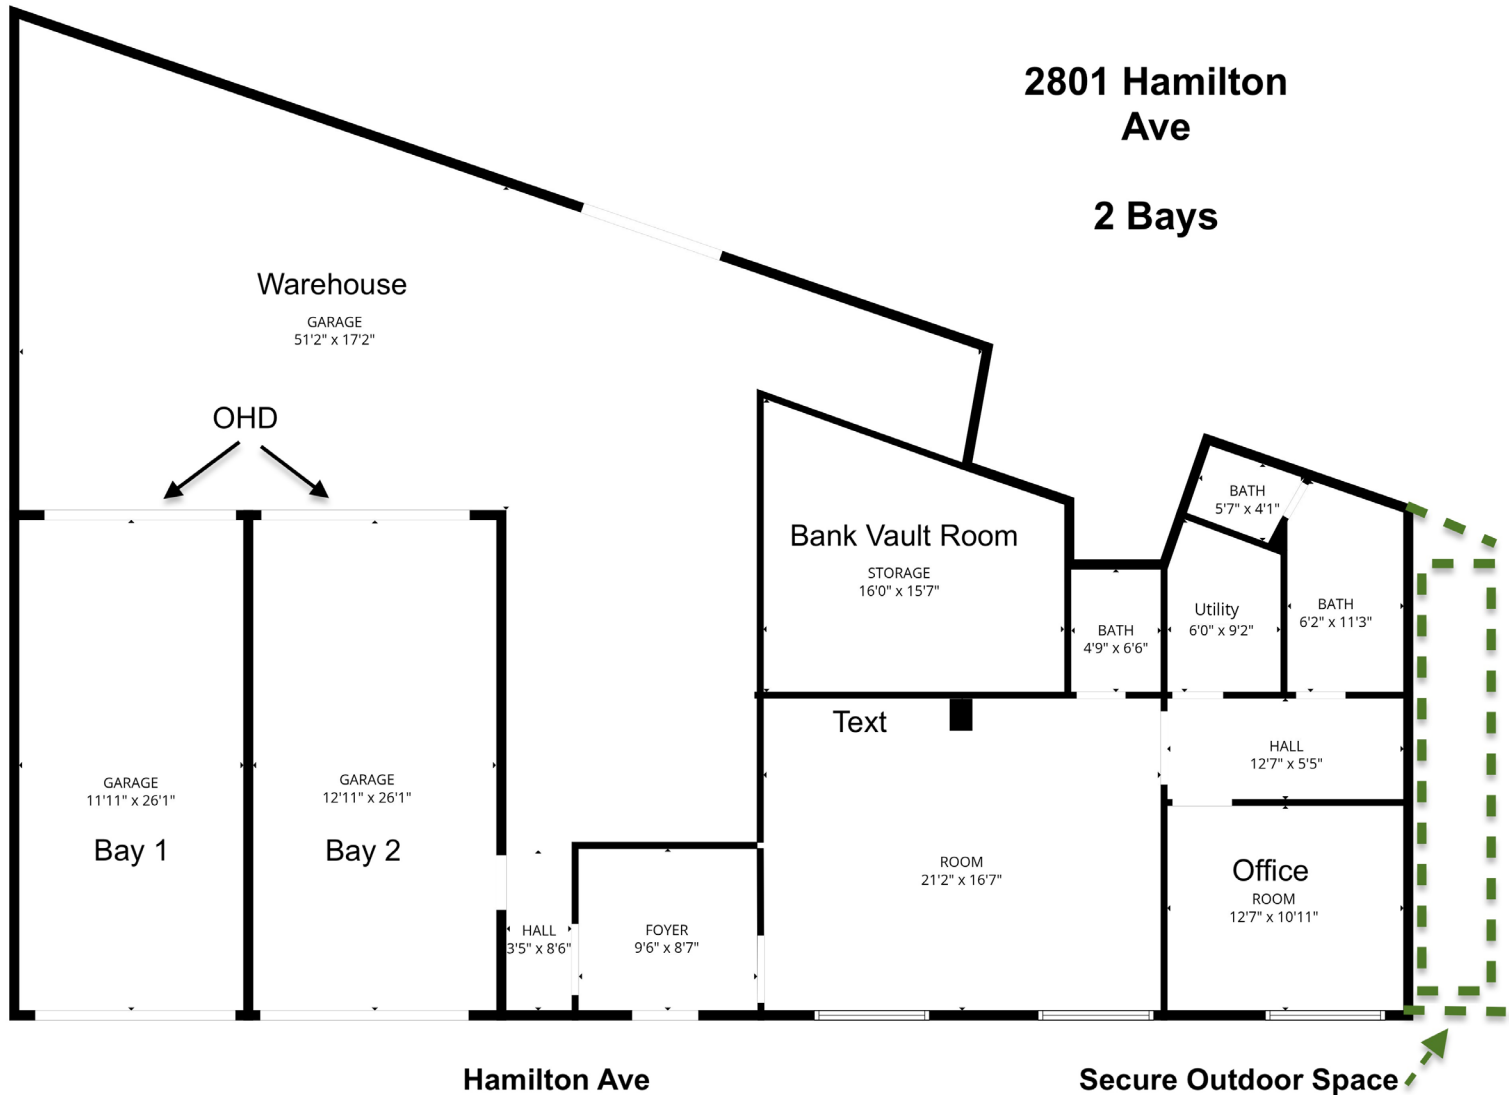 2801 Hamilton
Ave
2 Bays
Warehouse
GARAGE
51'2" x 17'2"
OHD
BATH
5'7" x 4'1"
Bank Vault Room
STORAGE
16'0" x 15'7"
Utility
6'0" x 9'2"
BATH
6'2" x 11'3"
BATH
4'9" x 6'6"
Text
HALL
12'7" x 5'5"
GARAGE
11'11" x 26'1"
Bay 1
GARAGE
12'11" x 26'1"
Bay 2
ROOM
21'2" x 16'7"
Office
ROOM
12'7" x 10'11"
HALL
3'5" x 8'6"
FOYER
9'6" x 8'7"
Hamilton Ave
Secure Outdoor Space